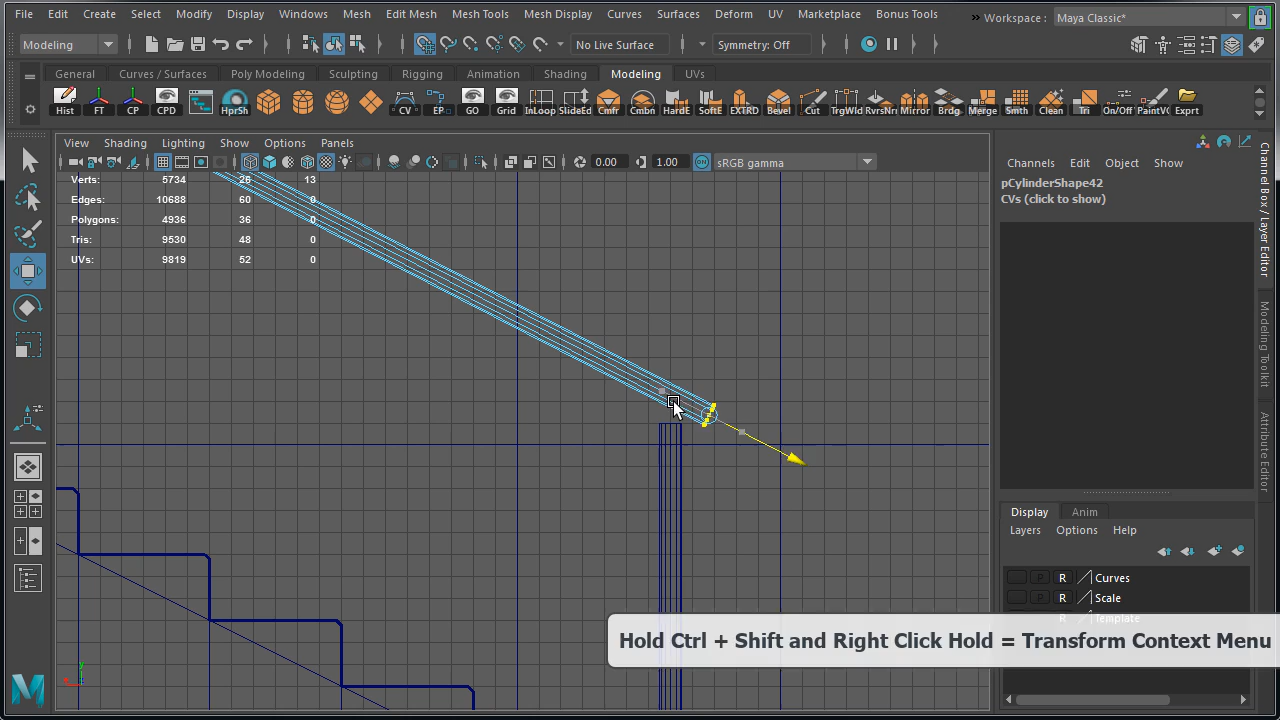 File Edit Create Select Modify Display Windows Mesh Edit Mesh Mesh Tools Mesh Display Curves Surfaces Deform UV Marketplace Bonus Tools » Workspace : Maya Classic*
Modeling No Live Surface Symmetry: Off
General Curves / Surfaces Poly Modeling Sculpting Rigging Animation Shading Modeling UVs
Hist FT CP CPD HprSh CV EP GO Grid InLoop SlideEd Cmfr Cmbn HardE SoftE EXTRD Bevel Cut TrgWld RvrsNr Mirror Brdg Merge Smth Clean Tri On/Off PaintVC Exprt
View Shading Lighting Show Options Panels
0.00 1.00 ON sRGB gamma
Verts: 5734 26 13
Edges: 10688 60 0
Polygons: 4936 36 0
Tris: 9530 48 0
UVs: 9819 52 0
Channels Edit Object Show
pCylinderShape42
CVs (click to show)
Channel Box / Layer Editor
Modeling Toolkit
Attribute Editor
Display Anim
Layers Options Help
P R Curves
P R Scale
R Template
Hold Ctrl + Shift and Right Click Hold = Transform Context Menu
y
x
M